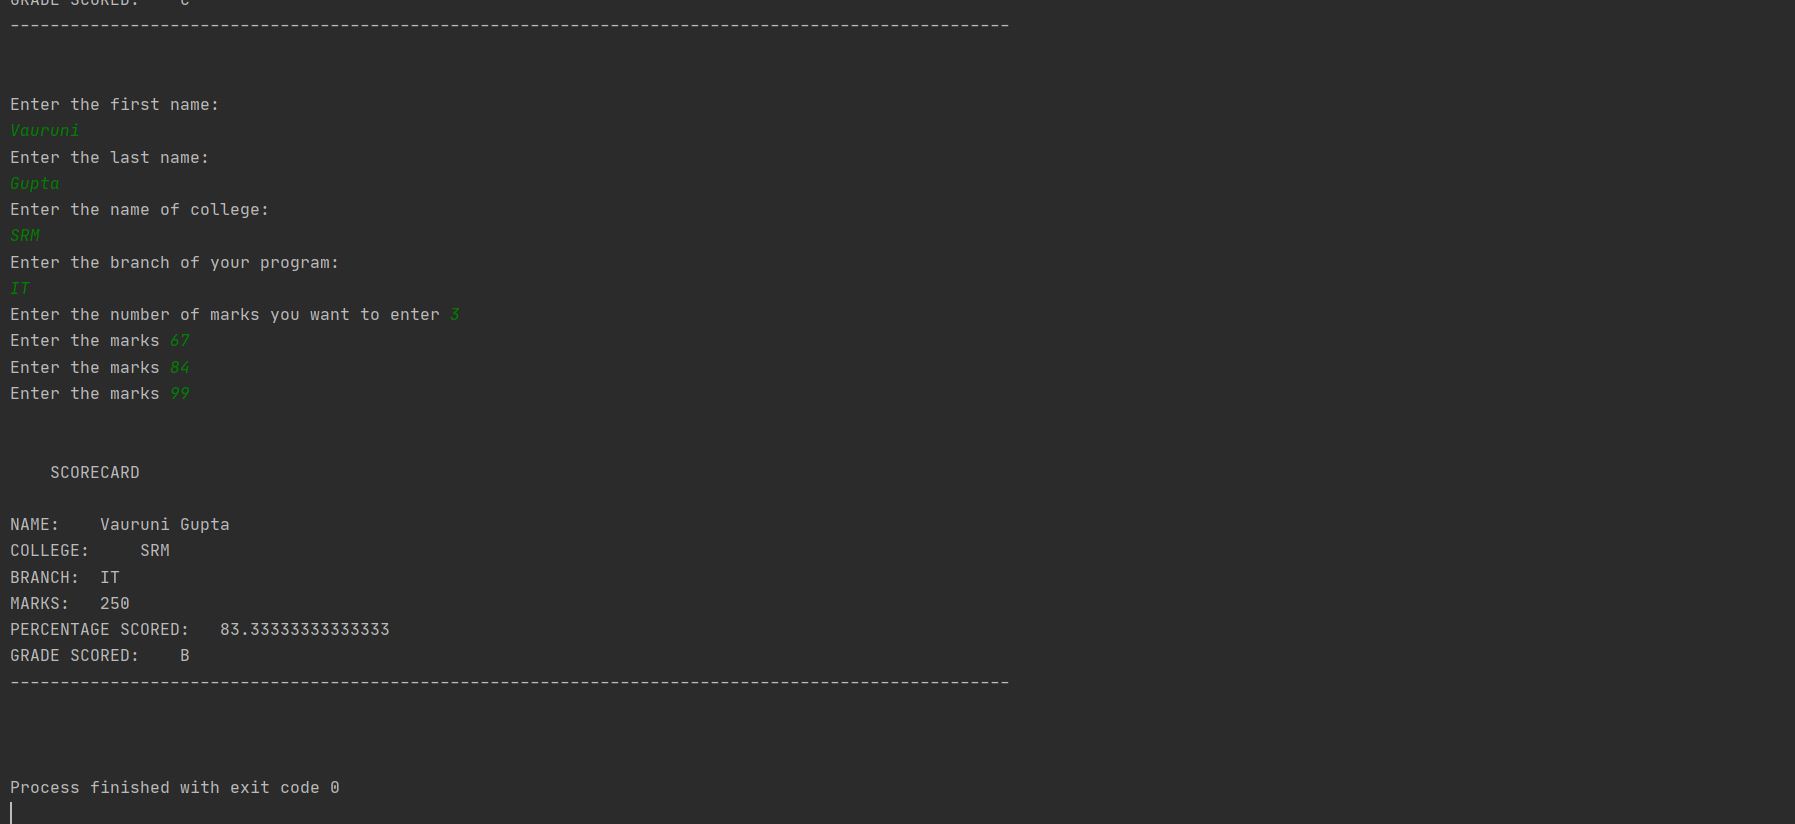 GRADE SCORED:    C
----------------------------------------------------------------------------------------------------
Enter the first name:
Vauruni
Enter the last name:
Gupta
Enter the name of college:
SRM
Enter the branch of your program:
IT
Enter the number of marks you want to enter 3
Enter the marks 67
Enter the marks 84
Enter the marks 99
    SCORECARD
NAME:    Vauruni Gupta
COLLEGE:     SRM
BRANCH:  IT
MARKS:   250
PERCENTAGE SCORED:   83.33333333333333
GRADE SCORED:    B
----------------------------------------------------------------------------------------------------
Process finished with exit code 0